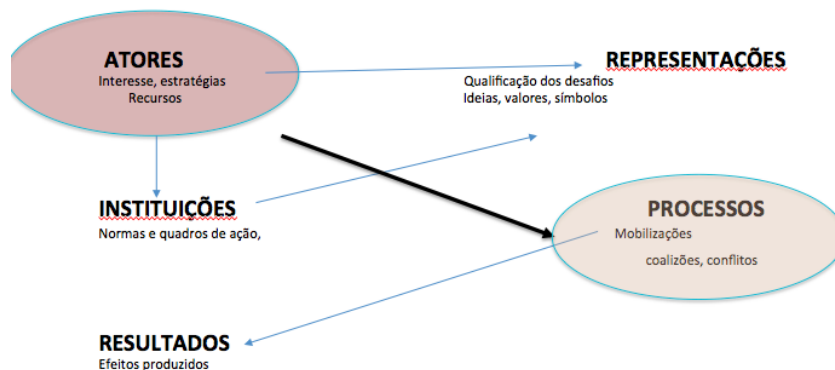 ATORES
Interesse, estratégias
Recursos
REPRESENTAÇÕES
Qualificação dos desafios
Ideias, valores, símbolos
INSTITUIÇÕES
Normas e quadros de ação,
PROCESSOS
Mobilizações
coalizões, conflitos
RESULTADOS
Efeitos produzidos